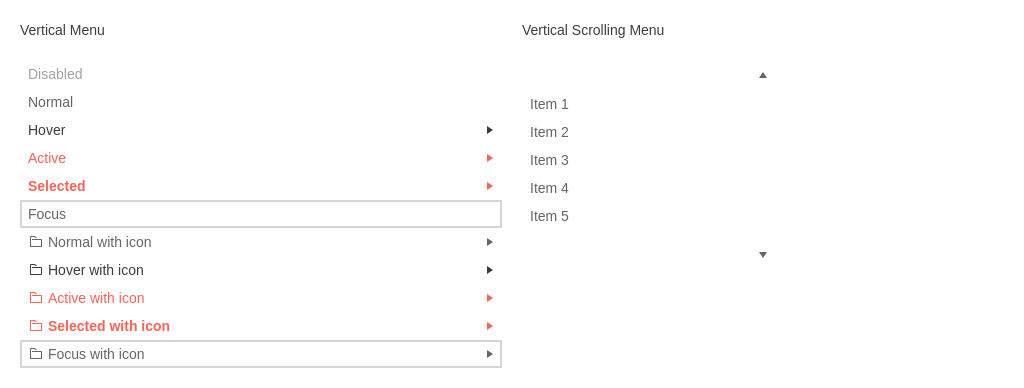 Vertical Menu
Disabled
Normal
Hover
Active
Selected
Focus
Normal with icon
Hover with icon
Active with icon
Selected with icon
Focus with icon
Vertical Scrolling Menu
Item 1
Item 2
Item 3
Item 4
Item 5